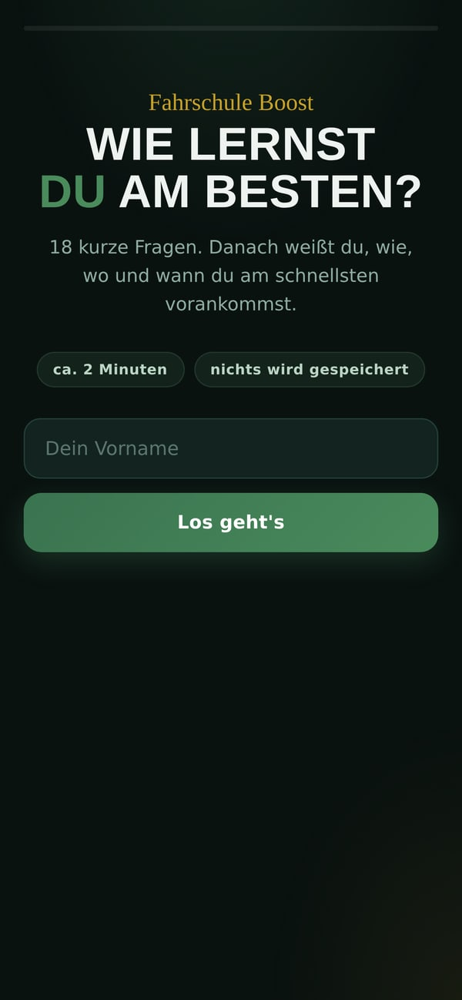 Fahrschule Boost
WIE LERNST
DU AM BESTEN?
18 kurze Fragen. Danach weißt du, wie,
wo und wann du am schnellsten
vorankommst.
ca. 2 Minuten
nichts wird gespeichert
Dein Vorname
Los geht's